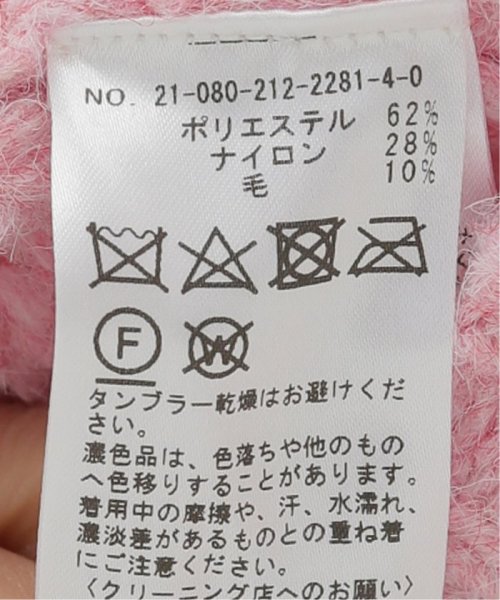 NO. 21-080-212-2281-4-0
ポリエステル 62%
ナイロン 28%
毛 10%
F
W
タンブラー乾燥はお避けくだ
さい。
濃色品は、色落ちや他のもの
へ色移りすることがあります。
着用中の摩擦や、汗、水濡れ、
濃淡差があるものとの重ね着
にご注意ください。
〈クリーニング店へのお願い〉